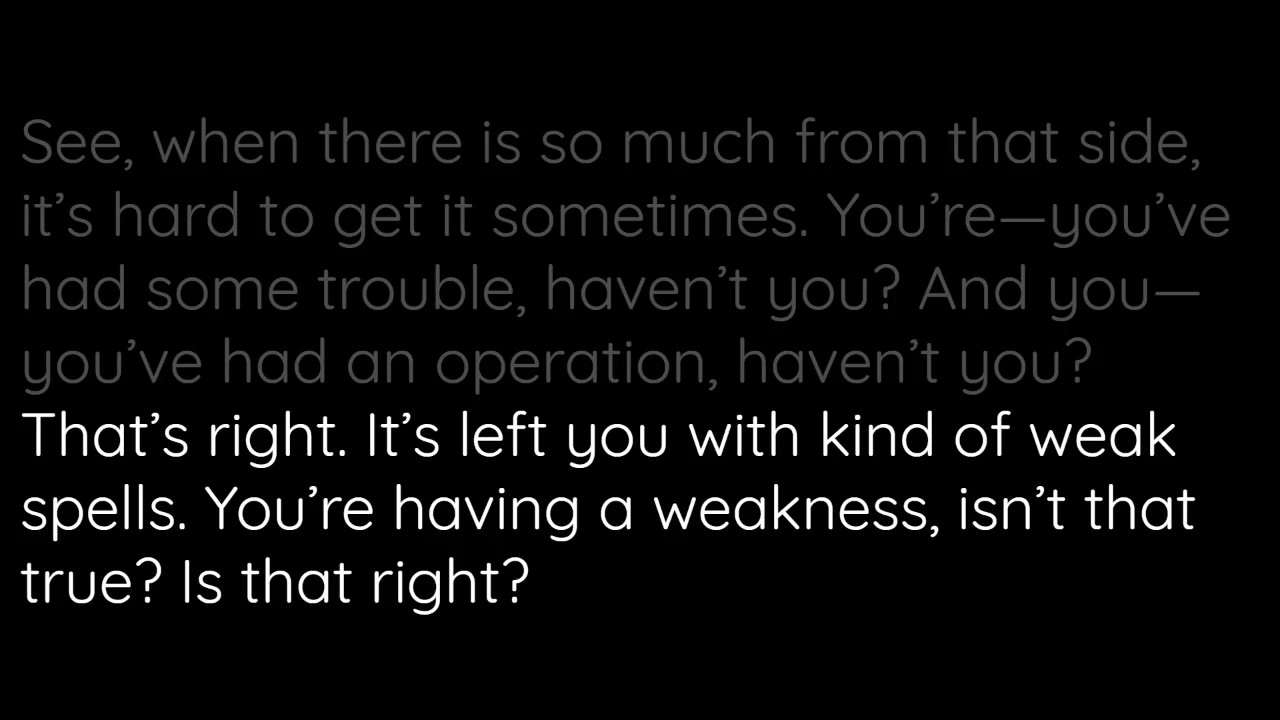 See, when there is so much from that side,
it’s hard to get it sometimes. You’re—you’ve
had some trouble, haven’t you? And you—
you’ve had an operation, haven’t you?
That’s right. It’s left you with kind of weak
spells. You’re having a weakness, isn’t that
true? Is that right?